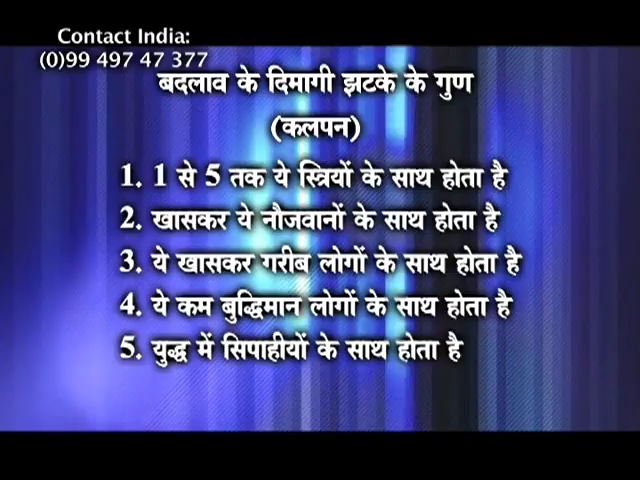 Contact India:
(0)99 497 47 377
बदलाव के दिमागी झटके के गुण
(कलपन)
1. 1 से 5 तक ये स्त्रियों के साथ होता है
2. खासकर ये नौजवानों के साथ होता है
3. ये खासकर गरीब लोगों के साथ होता है
4. ये कम बुद्धिमान लोगों के साथ होता है
5. युद्ध में सिपाहीयों के साथ होता है